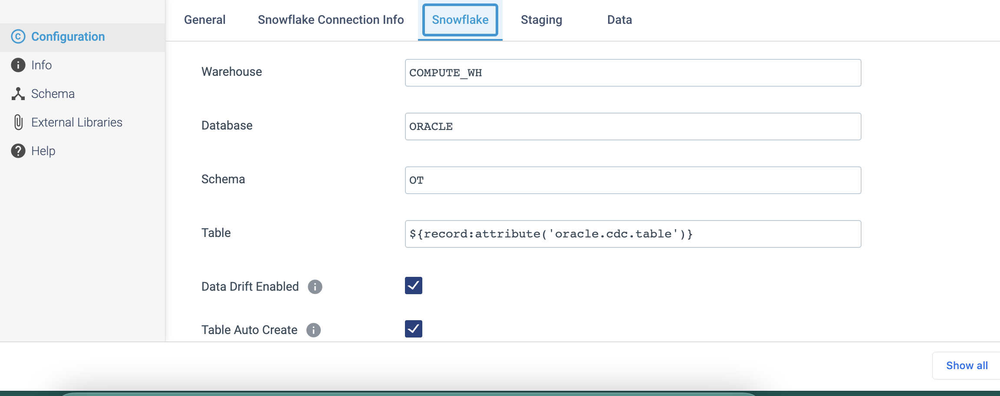 General
Snowflake Connection Info
Snowflake
Staging
Data
Configuration
Info
Schema
External Libraries
Help
Warehouse
COMPUTE_WH
Database
ORACLE
Schema
OT
Table
${record:attribute('oracle.cdc.table')}
Data Drift Enabled
Table Auto Create
Show all